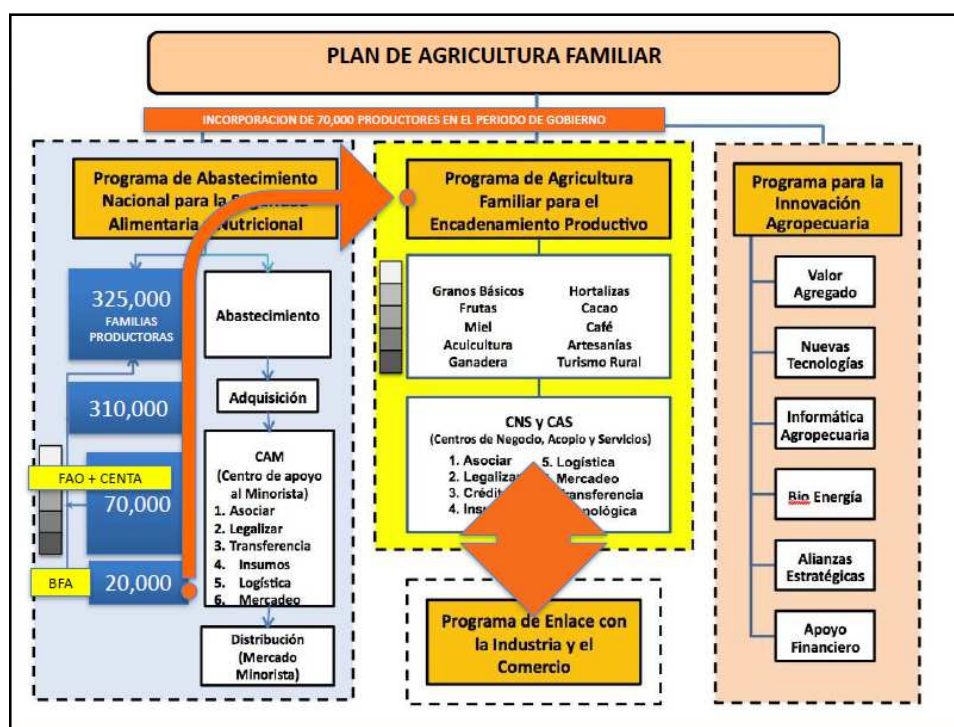 PLAN DE AGRICULTURA FAMILIAR
INCORPORACION DE 70,000 PRODUCTORES EN EL PERIODO DE GOBIERNO
Programa de Abastecimiento
Nacional para la
Alimentaria Nutricional
325,000
FAMILIAS
PRODUCTORAS
310,000
FAO + CENTA
70,000
BFA
20,000
Abastecimiento
Adquisición
CAM
(Centro de apoyo
al Minorista)
1. Asociar
2. Legalizar
3. Transferencia
4. Insumos
5. Logística
6. Mercadeo
Distribución
(Mercado
Minorista)
Programa de Agricultura
Familiar para el
Encadenamiento Productivo
Granos Básicos Hortalizas
Frutas Cacao
Miel Café
Acuicultura Artesanías
Ganadera Turismo Rural
CNS y CAS
(Centros de Negocio, Acopio y Servicios)
1. Asociar 5. Logística
2. Legalizar Mercadeo
3.
4.
Programa de Enlace con
la Industria y el
Comercio
Programa para la
Innovación
Agropecuaria
Valor
Agregado
Nuevas
Tecnologías
Informática
Agropecuaria
Bio Energía
Alianzas
Estratégicas
Apoyo
Financiero